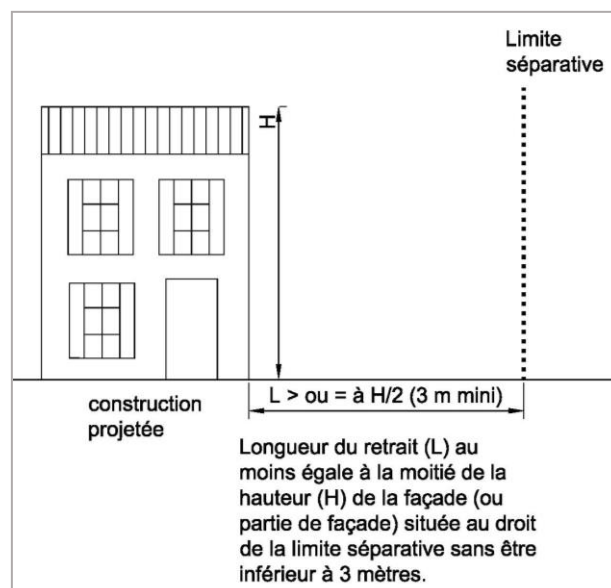 Limite
séparative
H
L > ou = à H/2 (3 m mini)
construction
projetée
Longueur du retrait (L) au
moins égale à la moitié de la
hauteur (H) de la façade (ou
partie de façade) située au droit
de la limite séparative sans être
inférieur à 3 mètres.